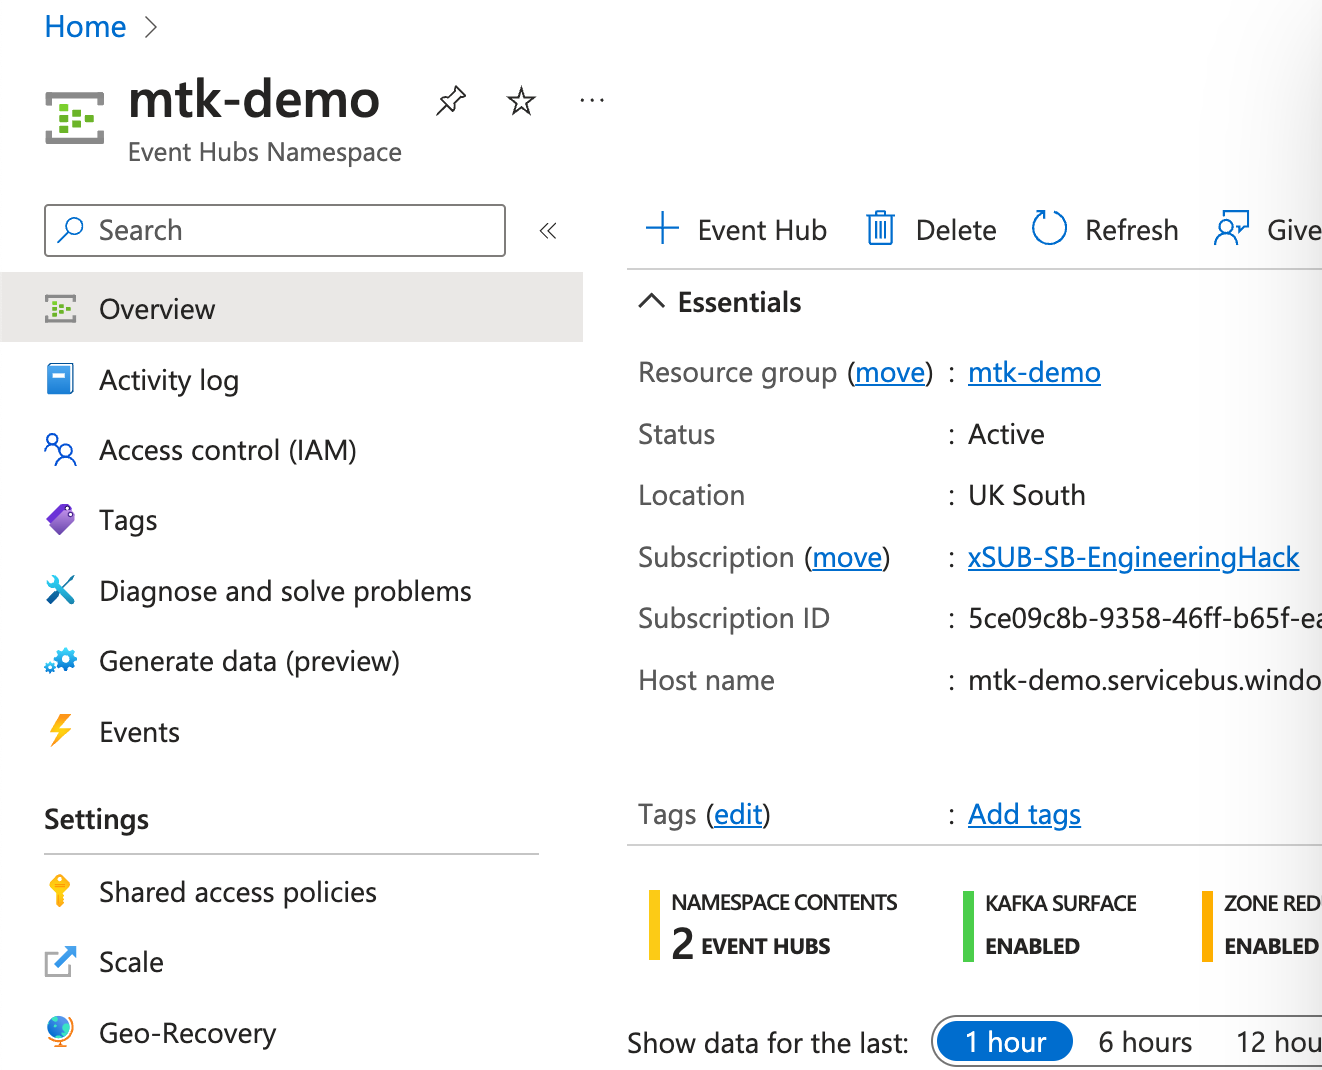 Home
mtk-demo
Event Hubs Namespace
Search
Overview
Activity log
Access control (IAM)
Tags
Diagnose and solve problems
Generate data (preview)
Events
Settings
Shared access policies
Scale
Geo-Recovery
Event Hub Delete Refresh Give
Essentials
Resource group (move) : mtk-demo
Status : Active
Location : UK South
Subscription (move) : xSUB-SB-EngineeringHack
Subscription ID : 5ce09c8b-9358-46ff-b65f-ea
Host name : mtk-demo.servicebus.windo
Tags (edit) : Add tags
NAMESPACE CONTENTS
2 EVENT HUBS
KAFKA SURFACE
ENABLED
ZONE RED
ENABLED
Show data for the last: 1 hour 6 hours 12 hou